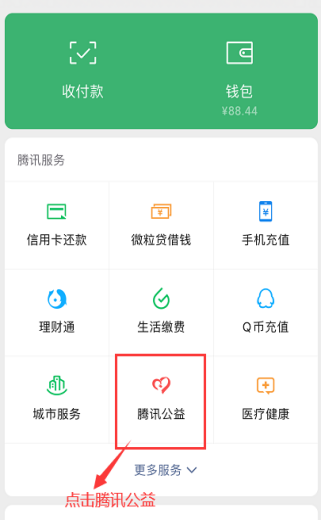 收付款
钱包
¥88.44
腾讯服务
信用卡还款
微粒贷借钱
手机充值
理财通
生活缴费
Q币充值
城市服务
腾讯公益
医疗健康
更多服务
点击腾讯公益